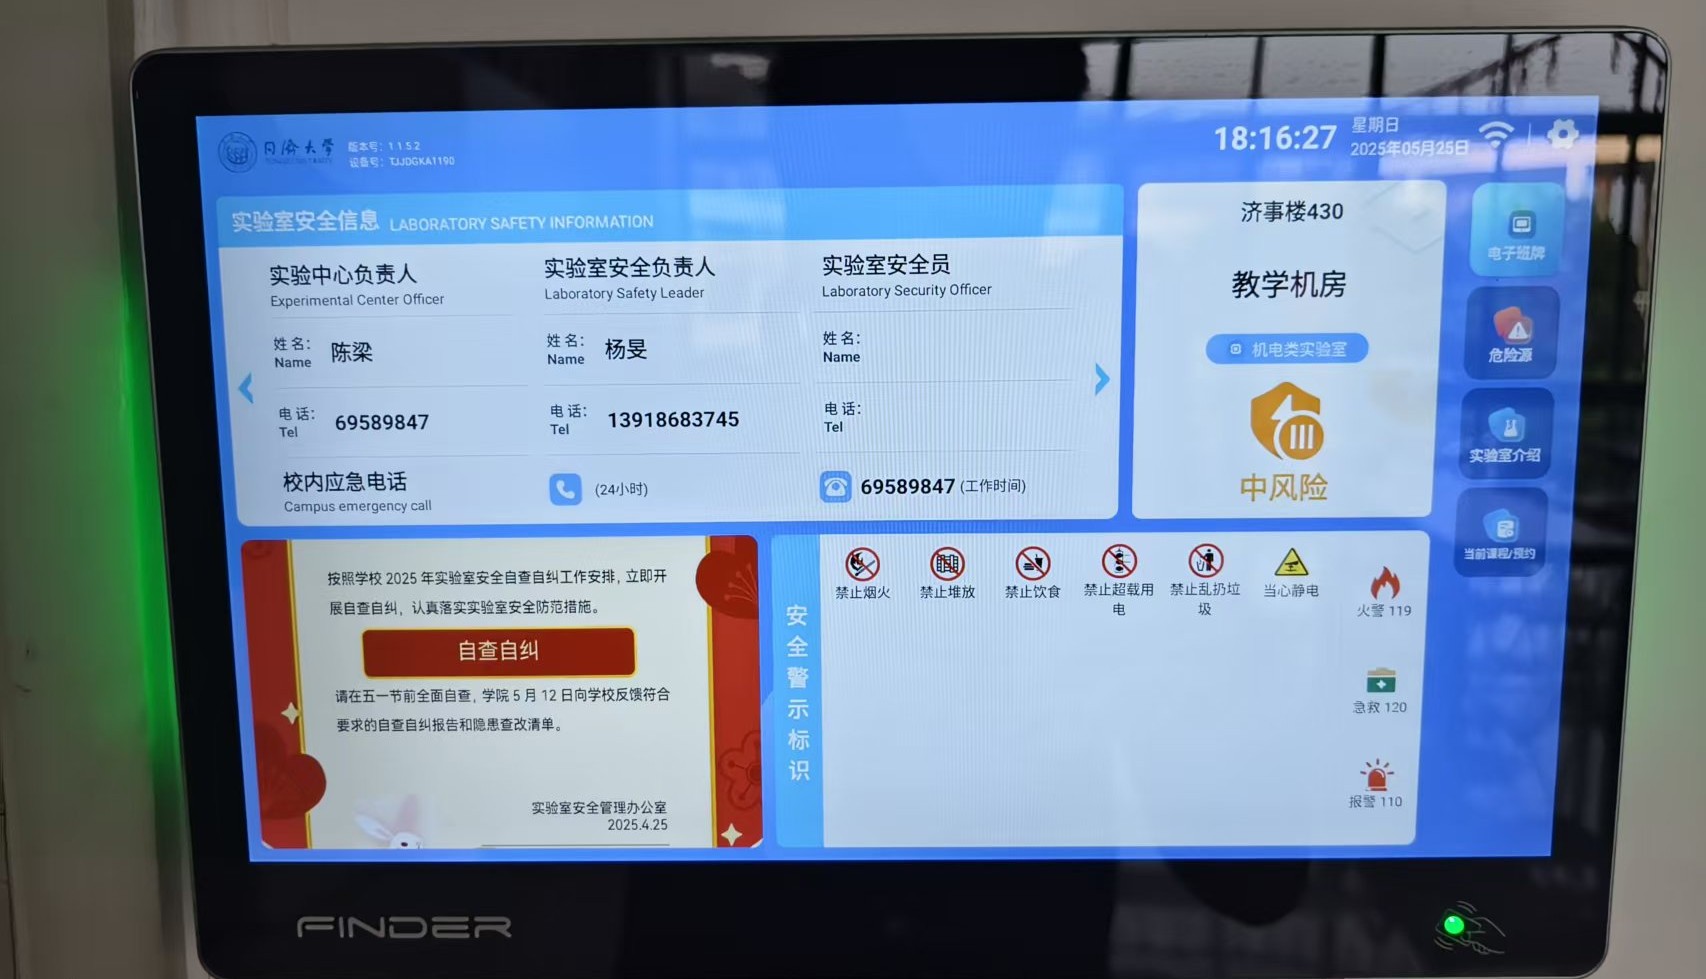 同济大学
版本号：1.1.5.2
设备号：TJJDGKA1190
18:16:27
星期日
2025年05月25日
实验室安全信息 LABORATORY SAFETY INFORMATION
实验中心负责人
Experimental Center Officer
姓 名：
Name
陈梁
电 话：
Tel
69589847
实验室安全负责人
Laboratory Safety Leader
姓 名：
Name
杨旻
电 话：
Tel
13918683745
实验室安全员
Laboratory Security Officer
姓 名：
Name
电 话：
Tel
校内应急电话
Campus emergency call
(24小时)
69589847 (工作时间)
济事楼430
教学机房
机电类实验室
III
中风险
电子班牌
危险源
实验室介绍
当前课程/预约
按照学校 2025 年实验室安全自查自纠工作安排，立即开
展自查自纠，认真落实实验室安全防范措施。
自查自纠
请在五一节前全面自查，学院 5 月 12 日向学校反馈符合
要求的自查自纠报告和隐患查改清单。
实验室安全管理办公室
2025.4.25
安全警示标识
禁止烟火
禁止堆放
禁止饮食
禁止超载用
电
禁止乱扔垃
圾
当心静电
火警 119
急救 120
报警 110
FINDER